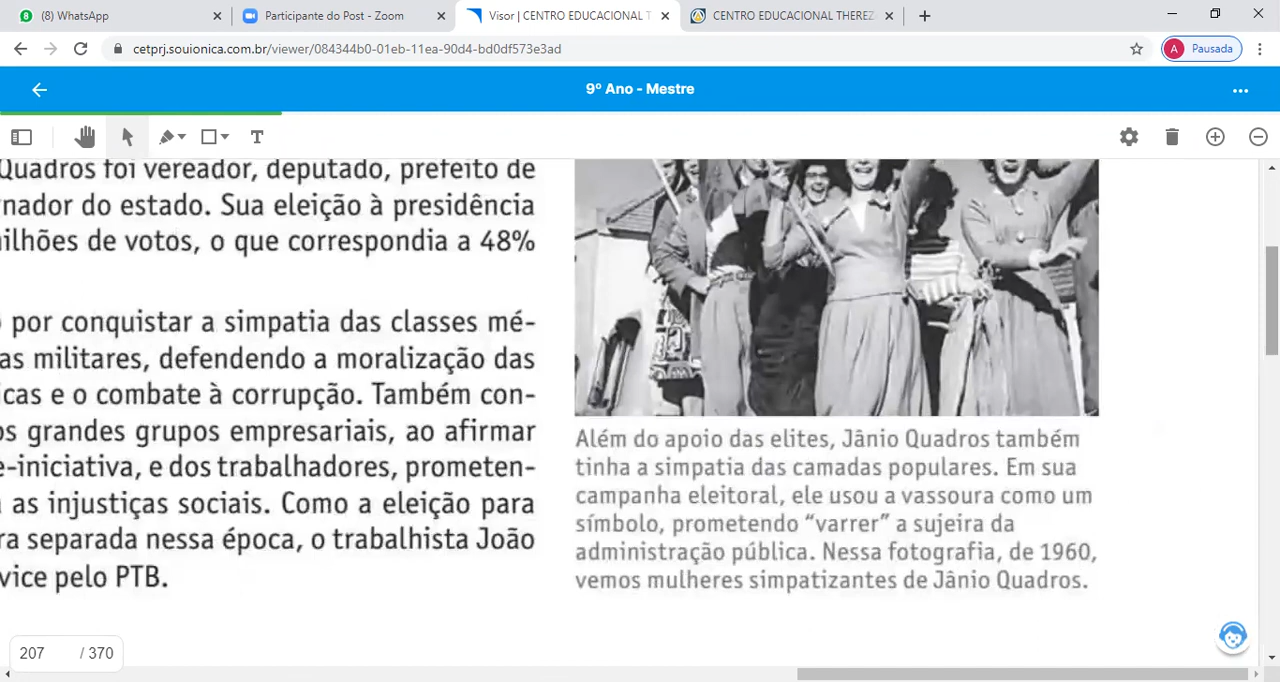 (8) WhatsApp
Participante do Post - Zoom
Visor | CENTRO EDUCACIONAL T
CENTRO EDUCACIONAL THEREZ
cetprj.souionica.com.br/viewer/084344b0-01eb-11ea-90d4-bd0df573e3ad
A Pausada
9º Ano - Mestre
T
Quadros foi vereador, deputado, prefeito de
nador do estado. Sua eleição à presidência
ilhões de votos, o que correspondia a 48%
por conquistar a simpatia das classes mé-
as militares, defendendo a moralização das
icas e o combate à corrupção. Também con-
os grandes grupos empresariais, ao afirmar
e-iniciativa, e dos trabalhadores, prometen-
as injustiças sociais. Como a eleição para
ra separada nessa época, o trabalhista João
vice pelo PTB.
Além do apoio das elites, Jânio Quadros também
tinha a simpatia das camadas populares. Em sua
campanha eleitoral, ele usou a vassoura como um
símbolo, prometendo “varrer” a sujeira da
administração pública. Nessa fotografia, de 1960,
vemos mulheres simpatizantes de Jânio Quadros.
207 / 370